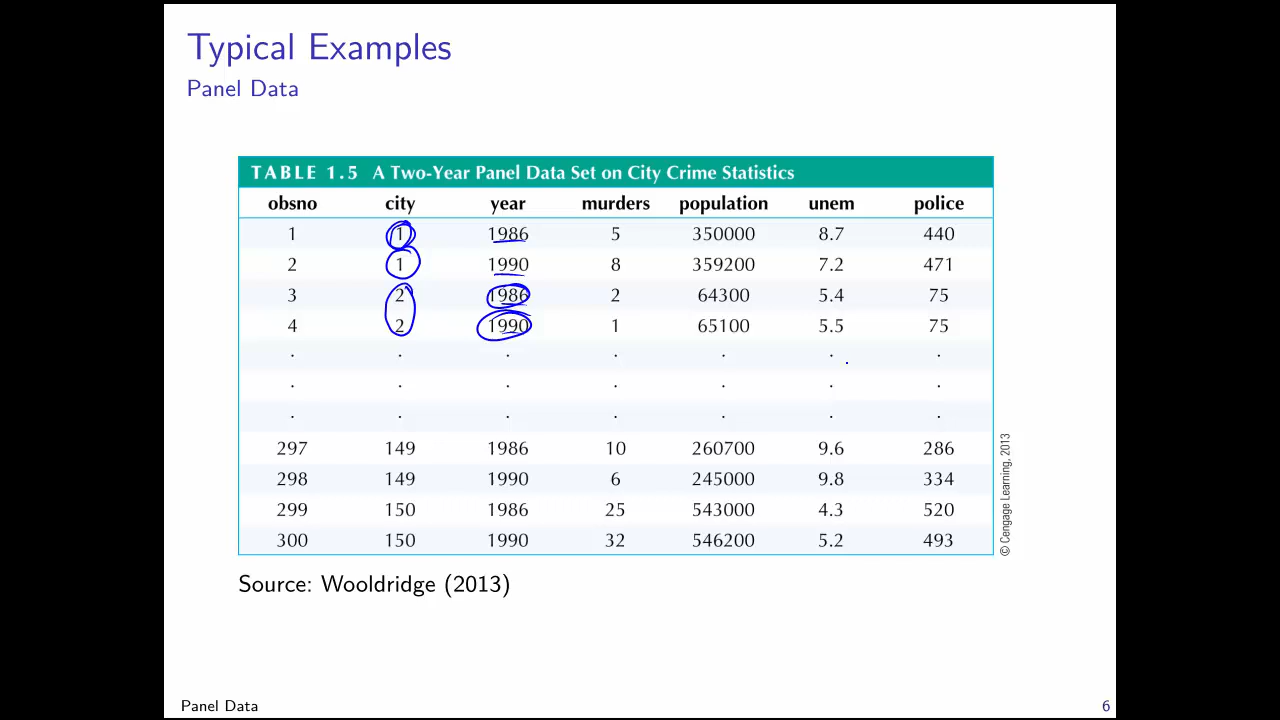 Typical Examples
Panel Data
TABLE 1.5 A Two-Year Panel Data Set on City Crime Statistics
obsno city year murders population unem police
1 1 1986 5 350000 8.7 440
2 1 1990 8 359200 7.2 471
3 2 1986 2 64300 5.4 75
4 2 1990 1 65100 5.5 75
. . . . . . .
. . . . . . .
. . . . . . .
297 149 1986 10 260700 9.6 286
298 149 1990 6 245000 9.8 334
299 150 1986 25 543000 4.3 520
300 150 1990 32 546200 5.2 493
© Cengage Learning, 2013
Source: Wooldridge (2013)
Panel Data 6